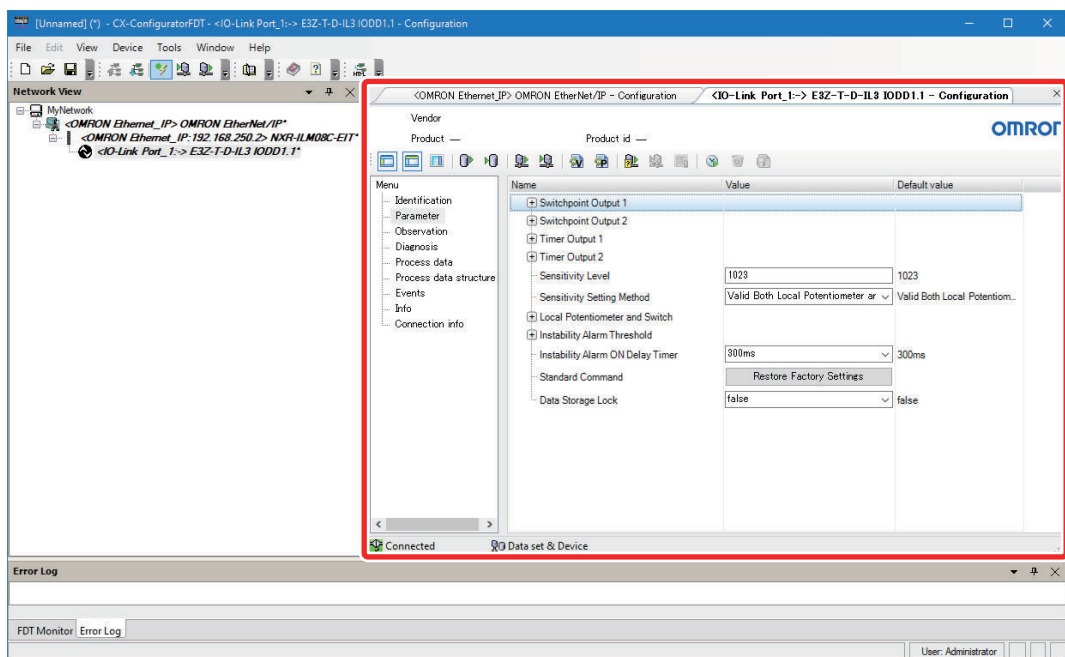 [Unnamed] (*) - CX-ConfiguratorFDT - <IO-Link Port_1:-> E3Z-T-D-IL3 IODD1.1 - Configuration
File Edit View Device Tools Window Help
Network View
MyNetwork
<OMRON Ethernet_IP> OMRON EtherNet/IP*
<OMRON Ethernet_IP:192.168.250.2> NXR-ILM08C-EIT*
<IO-Link Port_1:-> E3Z-T-D-IL3 IODD1.1*
<OMRON Ethernet_IP> OMRON EtherNet/IP - Configuration
<IO-Link Port_1:-> E3Z-T-D-IL3 IODD1.1 - Configuration
Vendor
Product —
Product id —
OMROR
Menu
Identification
Parameter
Observation
Diagnosis
Process data
Process data structure
Events
Info
Connection info
Name Value Default value
Switchpoint Output 1
Switchpoint Output 2
Timer Output 1
Timer Output 2
Sensitivity Level 1023 1023
Sensitivity Setting Method Valid Both Local Potentiometer ar Valid Both Local Potentiom...
Local Potentiometer and Switch
Instability Alarm Threshold
Instability Alarm ON Delay Timer 300ms 300ms
Standard Command Restore Factory Settings
Data Storage Lock false false
Connected
Data set & Device
Error Log
FDT Monitor Error Log
User: Administrator